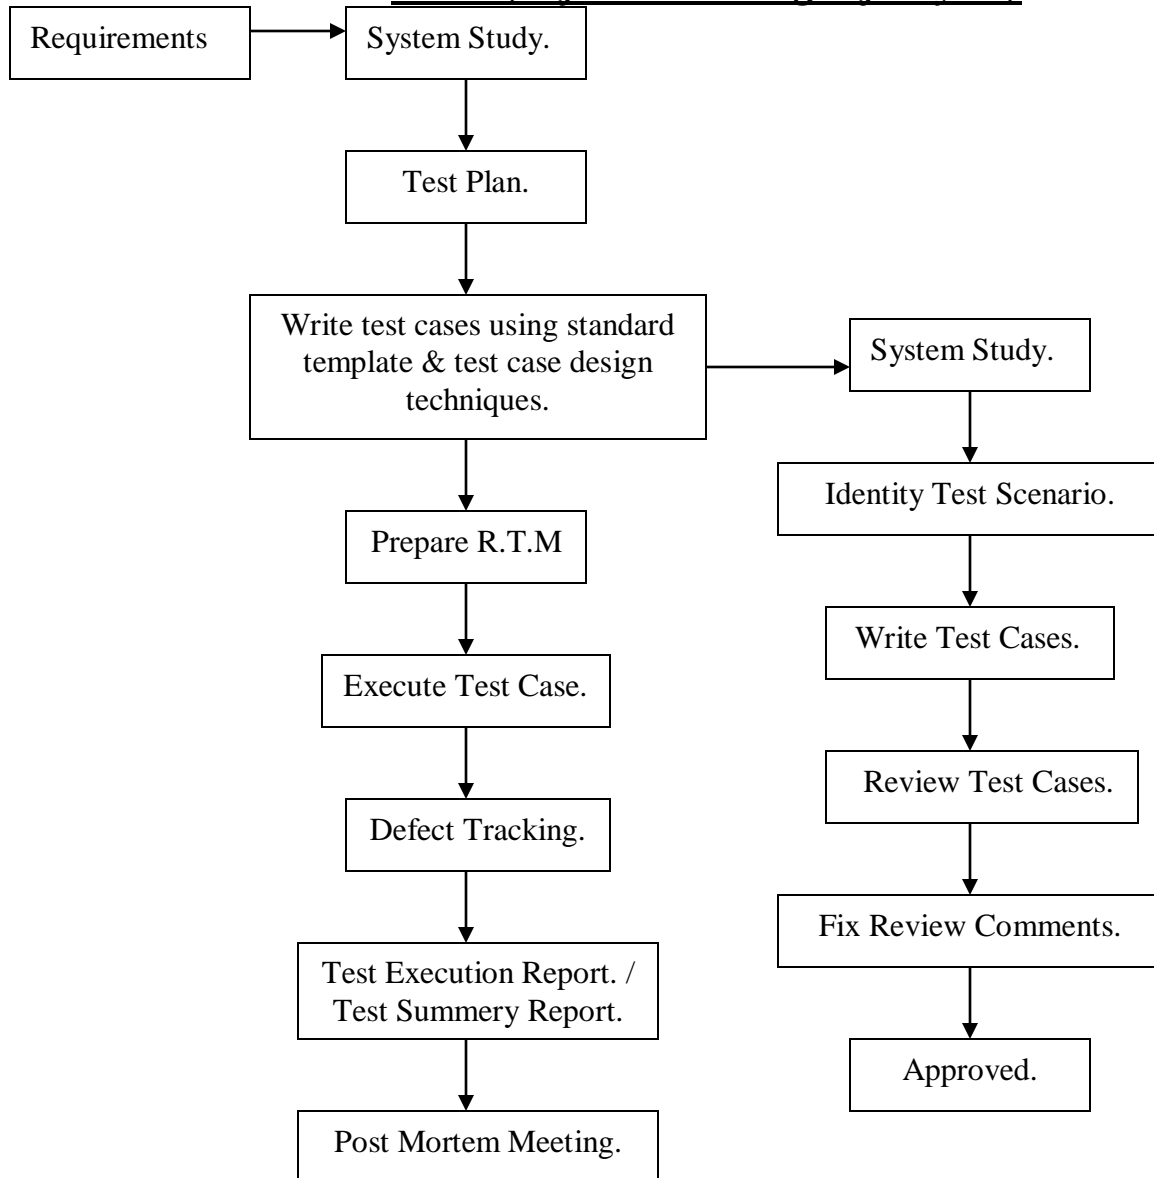 Requirements
System Study.
Test Plan.
Write test cases using standard
template & test case design
techniques.
Prepare R.T.M
Execute Test Case.
Defect Tracking.
Test Execution Report. /
Test Summery Report.
Post Mortem Meeting.
System Study.
Identity Test Scenario.
Write Test Cases.
Review Test Cases.
Fix Review Comments.
Approved.